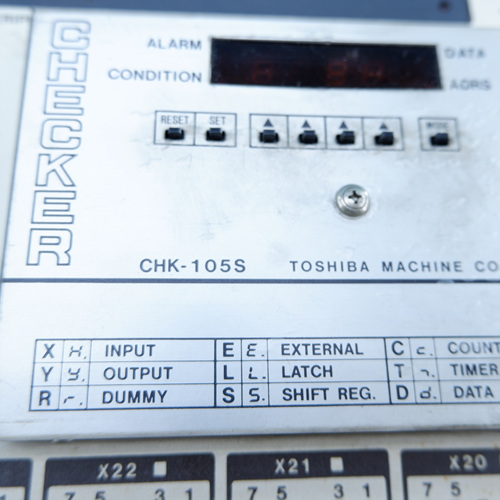 CHECKER
ALARM DATA
CONDITION ADRS
RESET SET ▲ ▲ ▲ ▲ MODE
CHK-105S TOSHIBA MACHINE CO
X INPUT E EXTERNAL C COUNT
Y OUTPUT L LATCH T TIMER
R DUMMY S SHIFT REG. D DATA
X22 X21 X20
7 5 3 1 7 5 3 1 7 5